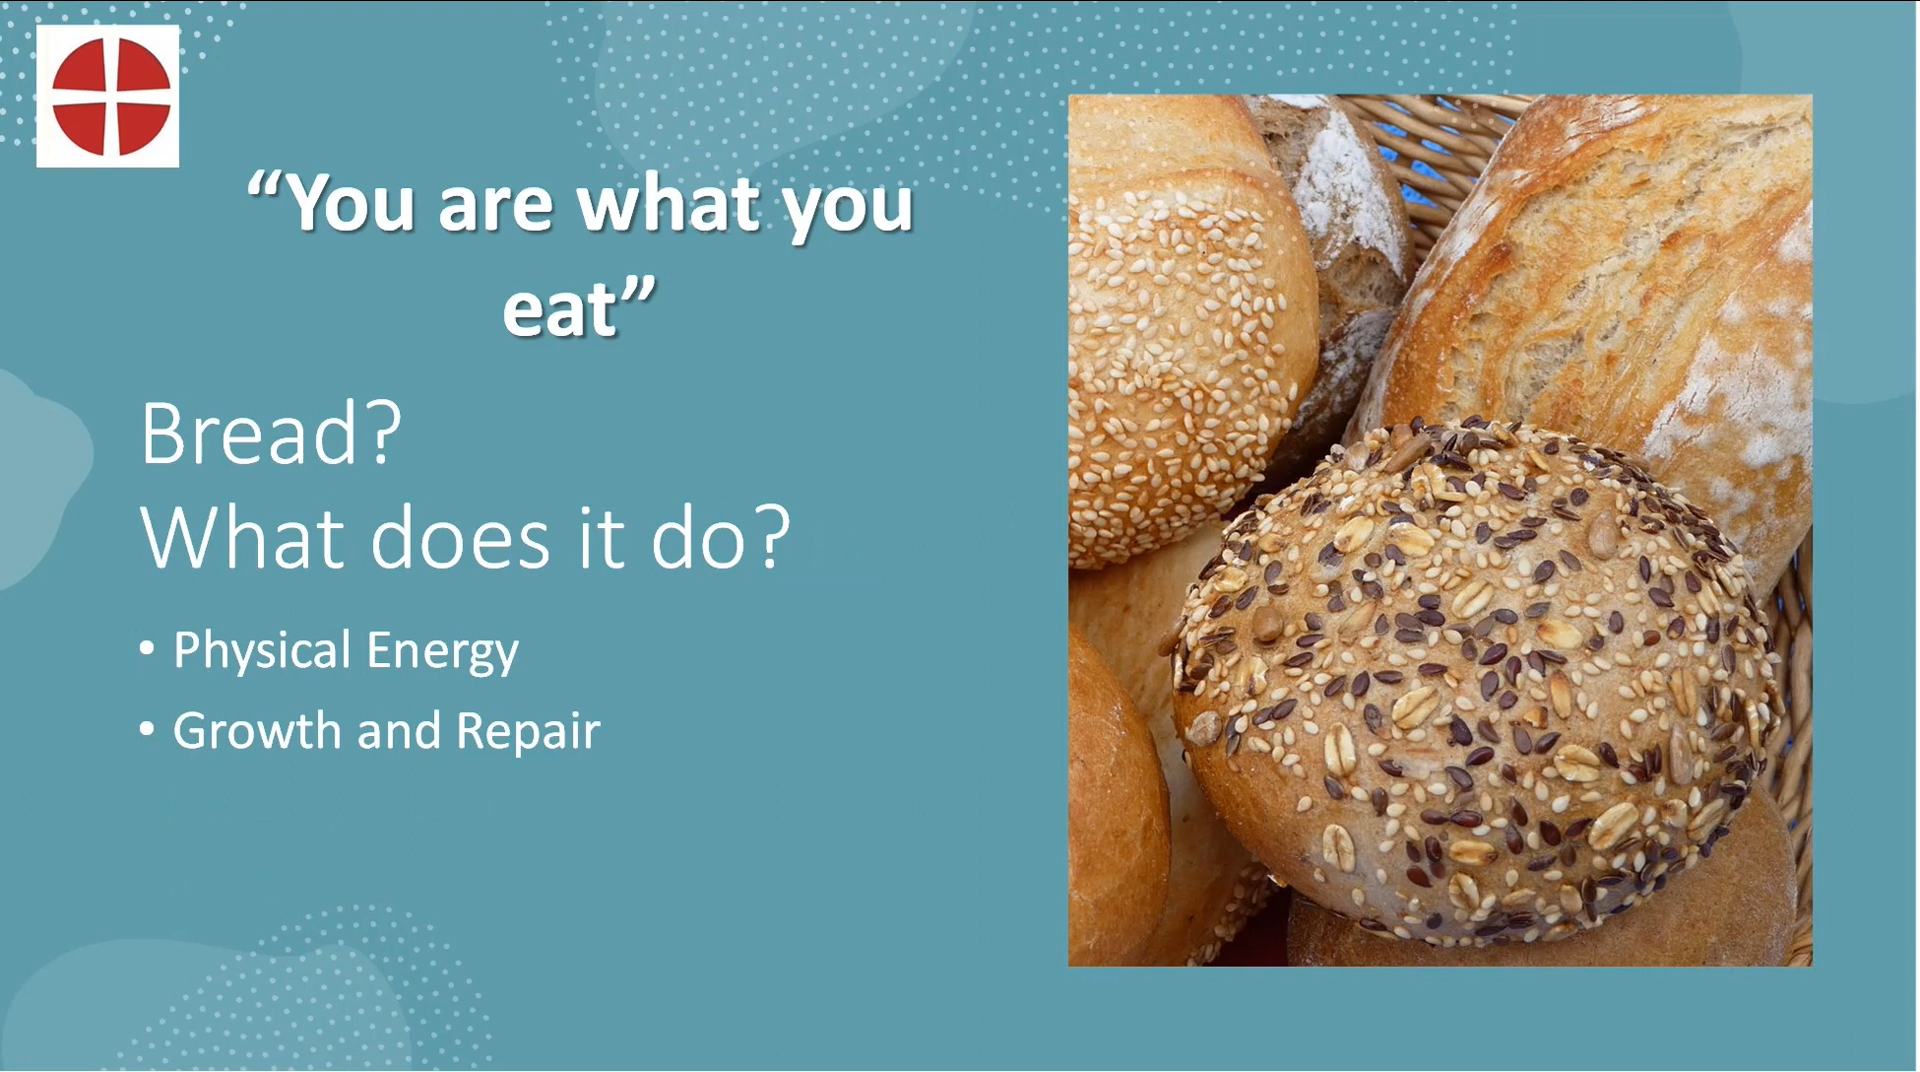 “You are what you
eat”
Bread?
What does it do?
• Physical Energy
• Growth and Repair